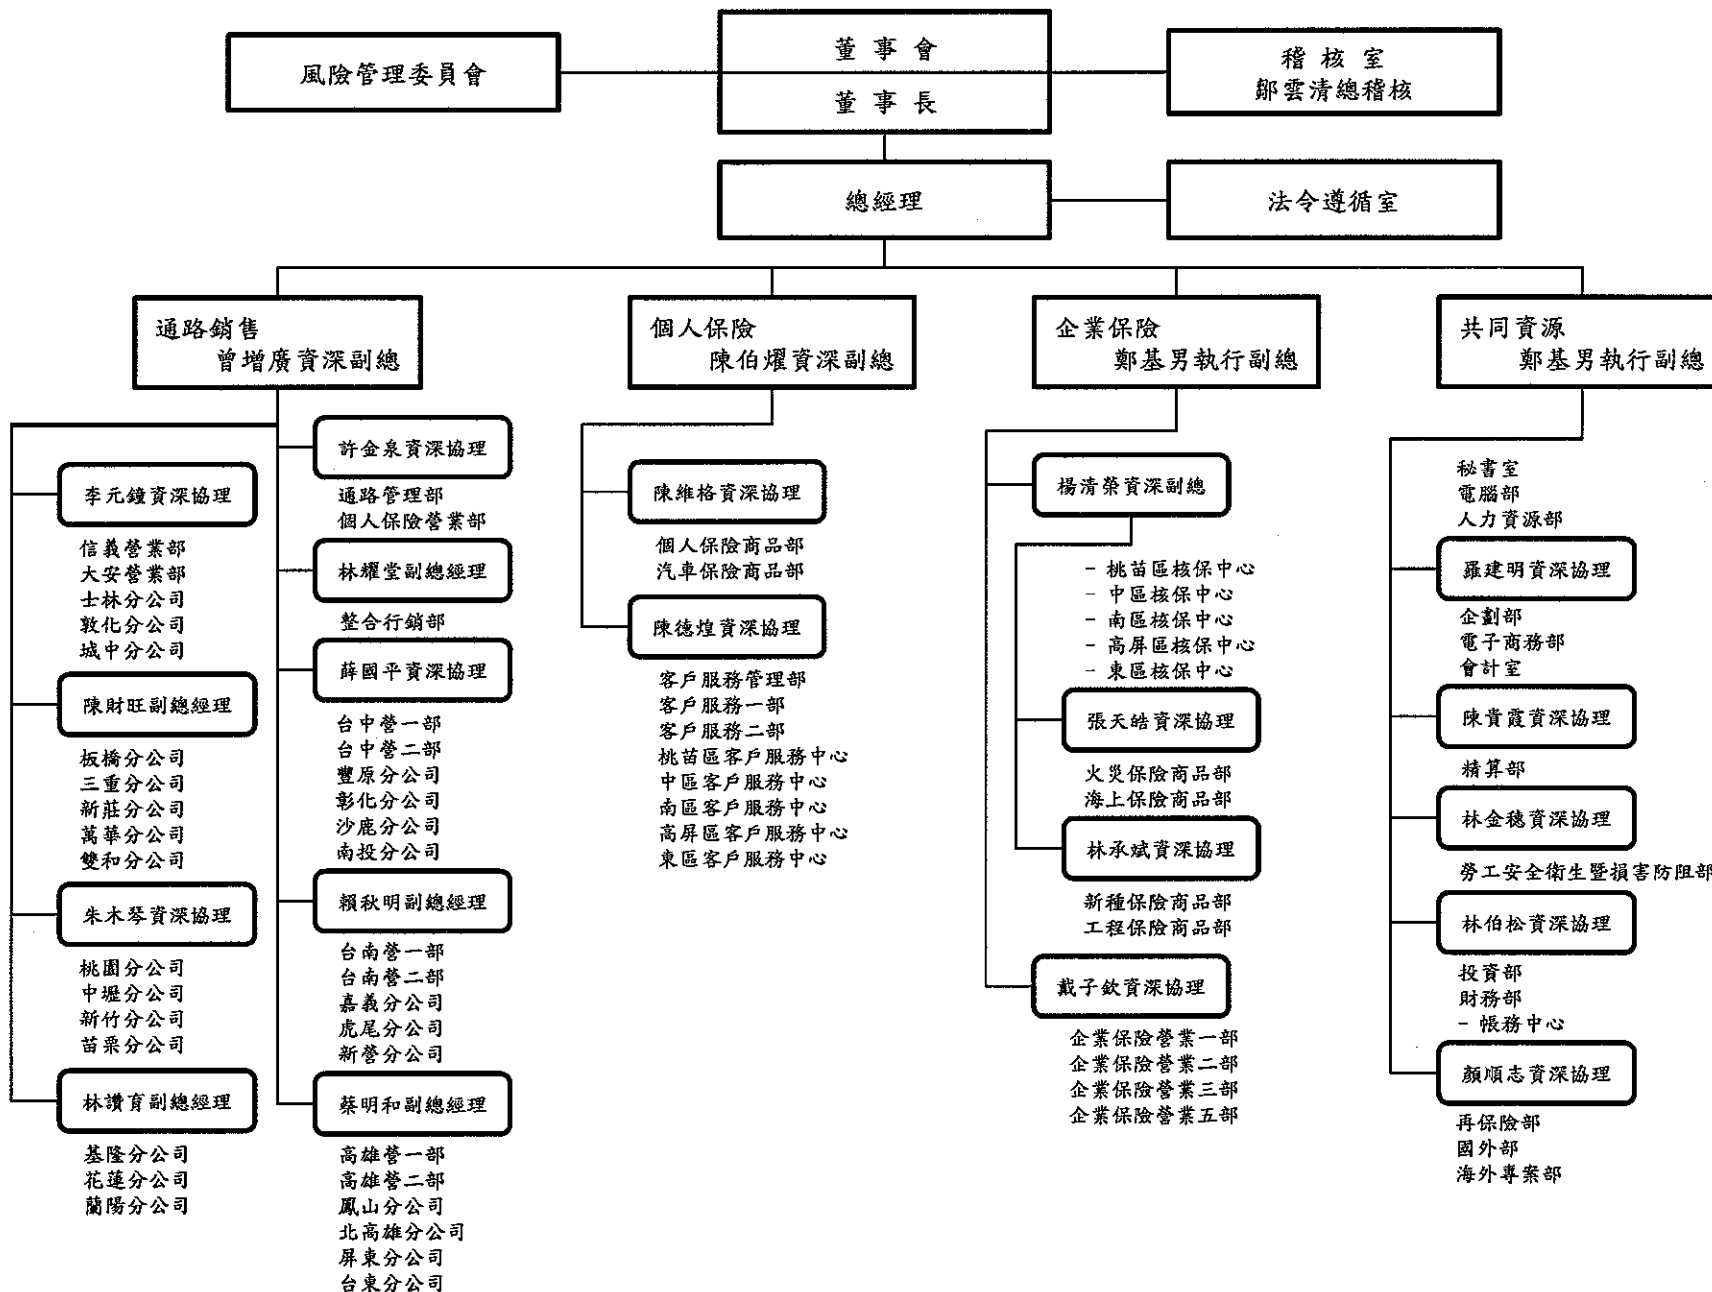 風險管理委員會
董事會
董事長
稽核室
鄒雲清總稽核
總經理
法令遵循室
通路銷售
曾增廣資深副總
李元鐘資深協理
信義營業部
大安營業部
士林分公司
敦化分公司
城中分公司
陳財旺副總經理
板橋分公司
三重分公司
新莊分公司
萬華分公司
雙和分公司
朱木琴資深協理
桃園分公司
中壢分公司
新竹分公司
苗栗分公司
林讚育副總經理
基隆分公司
花蓮分公司
蘭陽分公司
許金泉資深協理
通路管理部
個人保險營業部
林耀堂副總經理
整合行銷部
薛國平資深協理
台中營一部
台中營二部
豐原分公司
彰化分公司
沙鹿分公司
南投分公司
賴秋明副總經理
台南營一部
台南營二部
嘉義分公司
虎尾分公司
新營分公司
蔡明和副總經理
高雄營一部
高雄營二部
鳳山分公司
北高雄分公司
屏東分公司
台東分公司
個人保險
陳伯燿資深副總
陳維格資深協理
個人保險商品部
汽車保險商品部
陳德煌資深協理
客戶服務管理部
客戶服務一部
客戶服務二部
桃苗區客戶服務中心
中區客戶服務中心
南區客戶服務中心
高屏區客戶服務中心
東區客戶服務中心
企業保險
鄭基男執行副總
楊清榮資深副總
- 桃苗區核保中心
- 中區核保中心
- 南區核保中心
- 高屏區核保中心
- 東區核保中心
張天皓資深協理
火災保險商品部
海上保險商品部
林承斌資深協理
新種保險商品部
工程保險商品部
戴子欽資深協理
企業保險營業一部
企業保險營業二部
企業保險營業三部
企業保險營業五部
共同資源
鄭基男執行副總
秘書室
電腦部
人力資源部
羅建明資深協理
企劃部
電子商務部
會計室
陳貴霞資深協理
精算部
林金穗資深協理
勞工安全衛生暨損害防阻部
林伯松資深協理
投資部
財務部
- 帳務中心
顏順志資深協理
再保險部
國外部
海外專案部